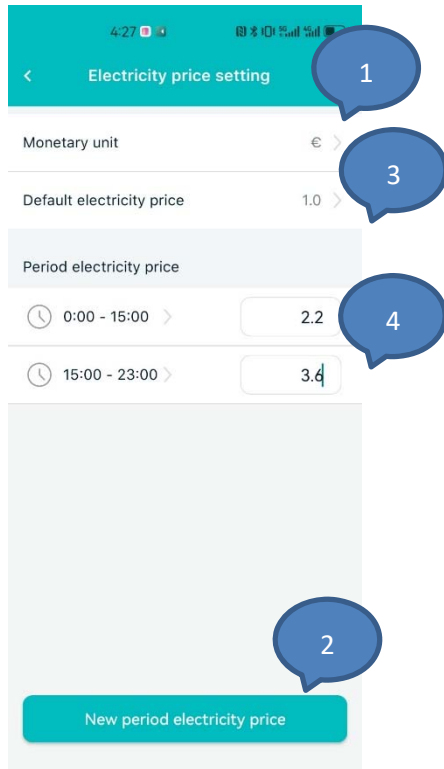 4:27
Electricity price setting
1
Monetary unit €
3
Default electricity price 1.0
Period electricity price
0:00 - 15:00 2.2
4
15:00 - 23:00 3.6
2
New period electricity price